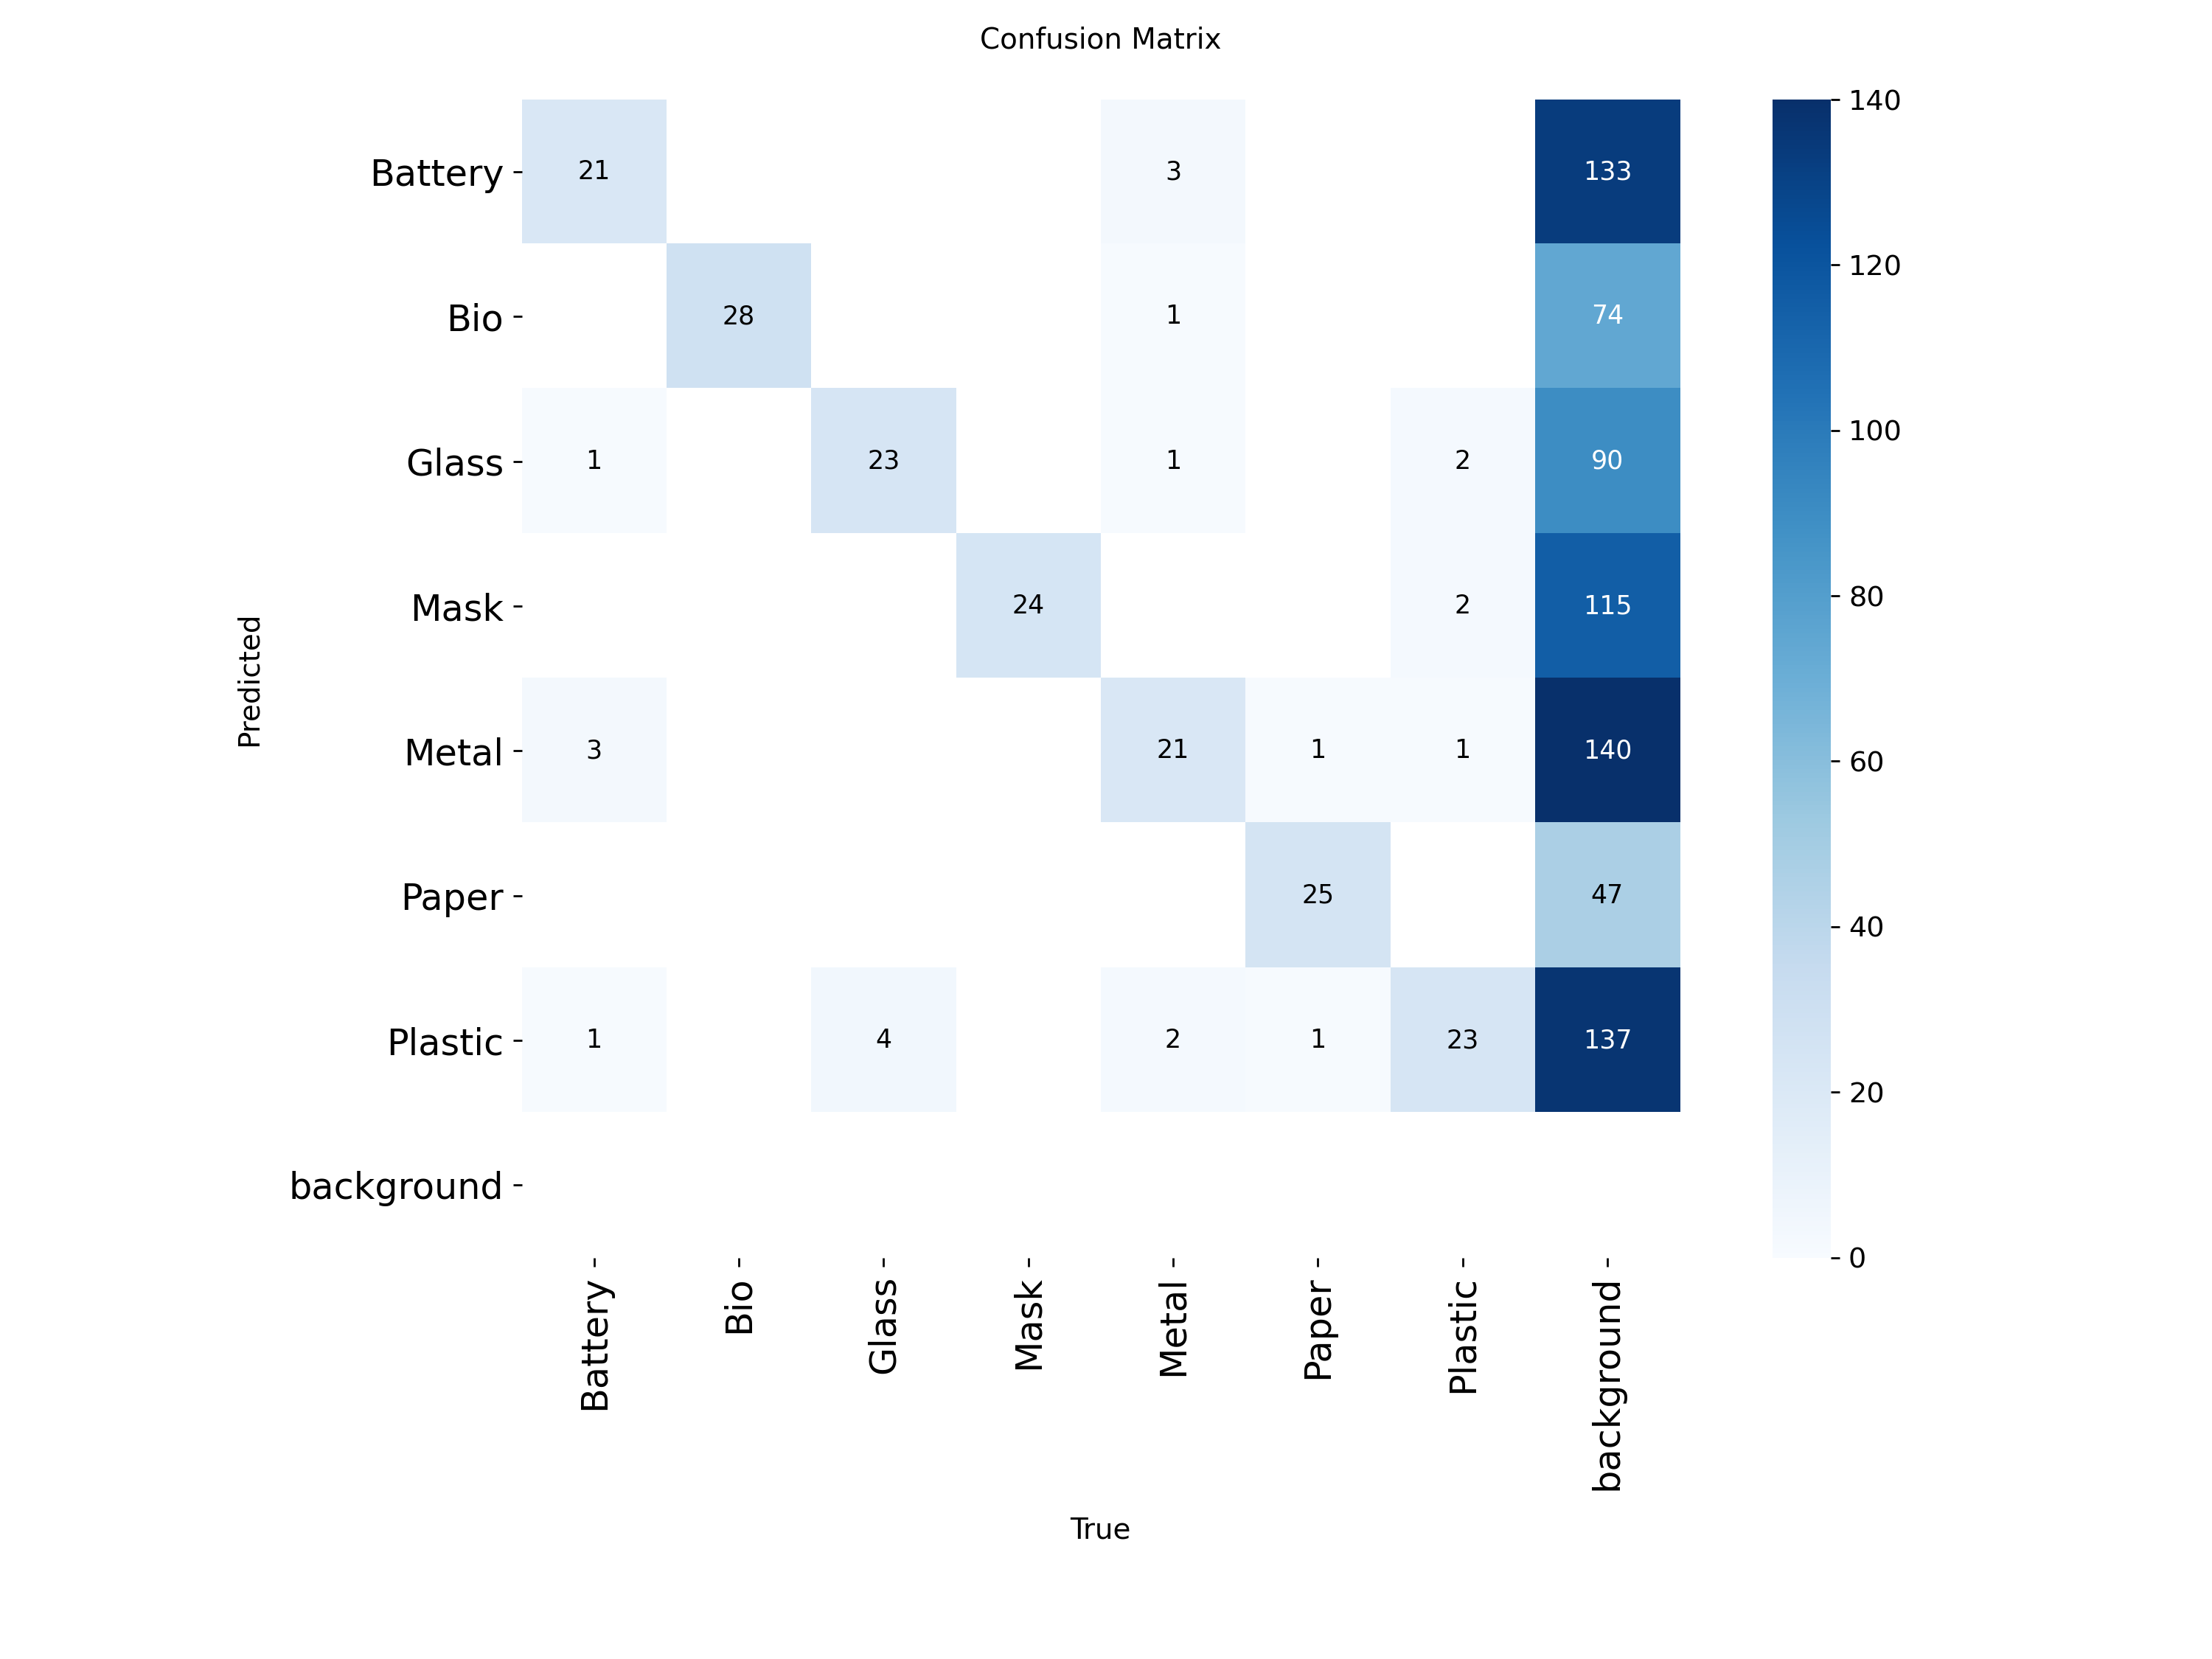 Confusion Matrix
Battery 21 3 133
Bio 28 1 74
Glass 1 23 1 2 90
Mask 24 2 115
Metal 3 21 1 1 140
Paper 25 47
Plastic 1 4 2 1 23 137
background
Predicted
Battery Bio Glass Mask Metal Paper Plastic background
True
140
120
100
80
60
40
20
0